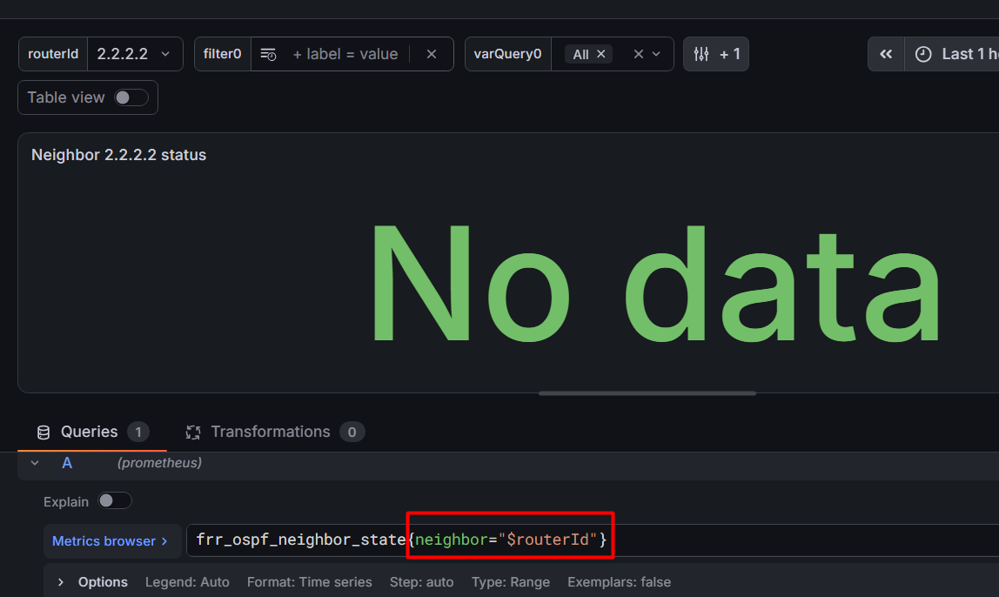 routerId 2.2.2.2 filter0 + label = value varQuery0 All + 1 Last 1 h
Table view
Neighbor 2.2.2.2 status
No data
Queries 1 Transformations 0
A (prometheus)
Explain
Metrics browser > frr_ospf_neighbor_state{neighbor="$routerId"}
Options Legend: Auto Format: Time series Step: auto Type: Range Exemplars: false